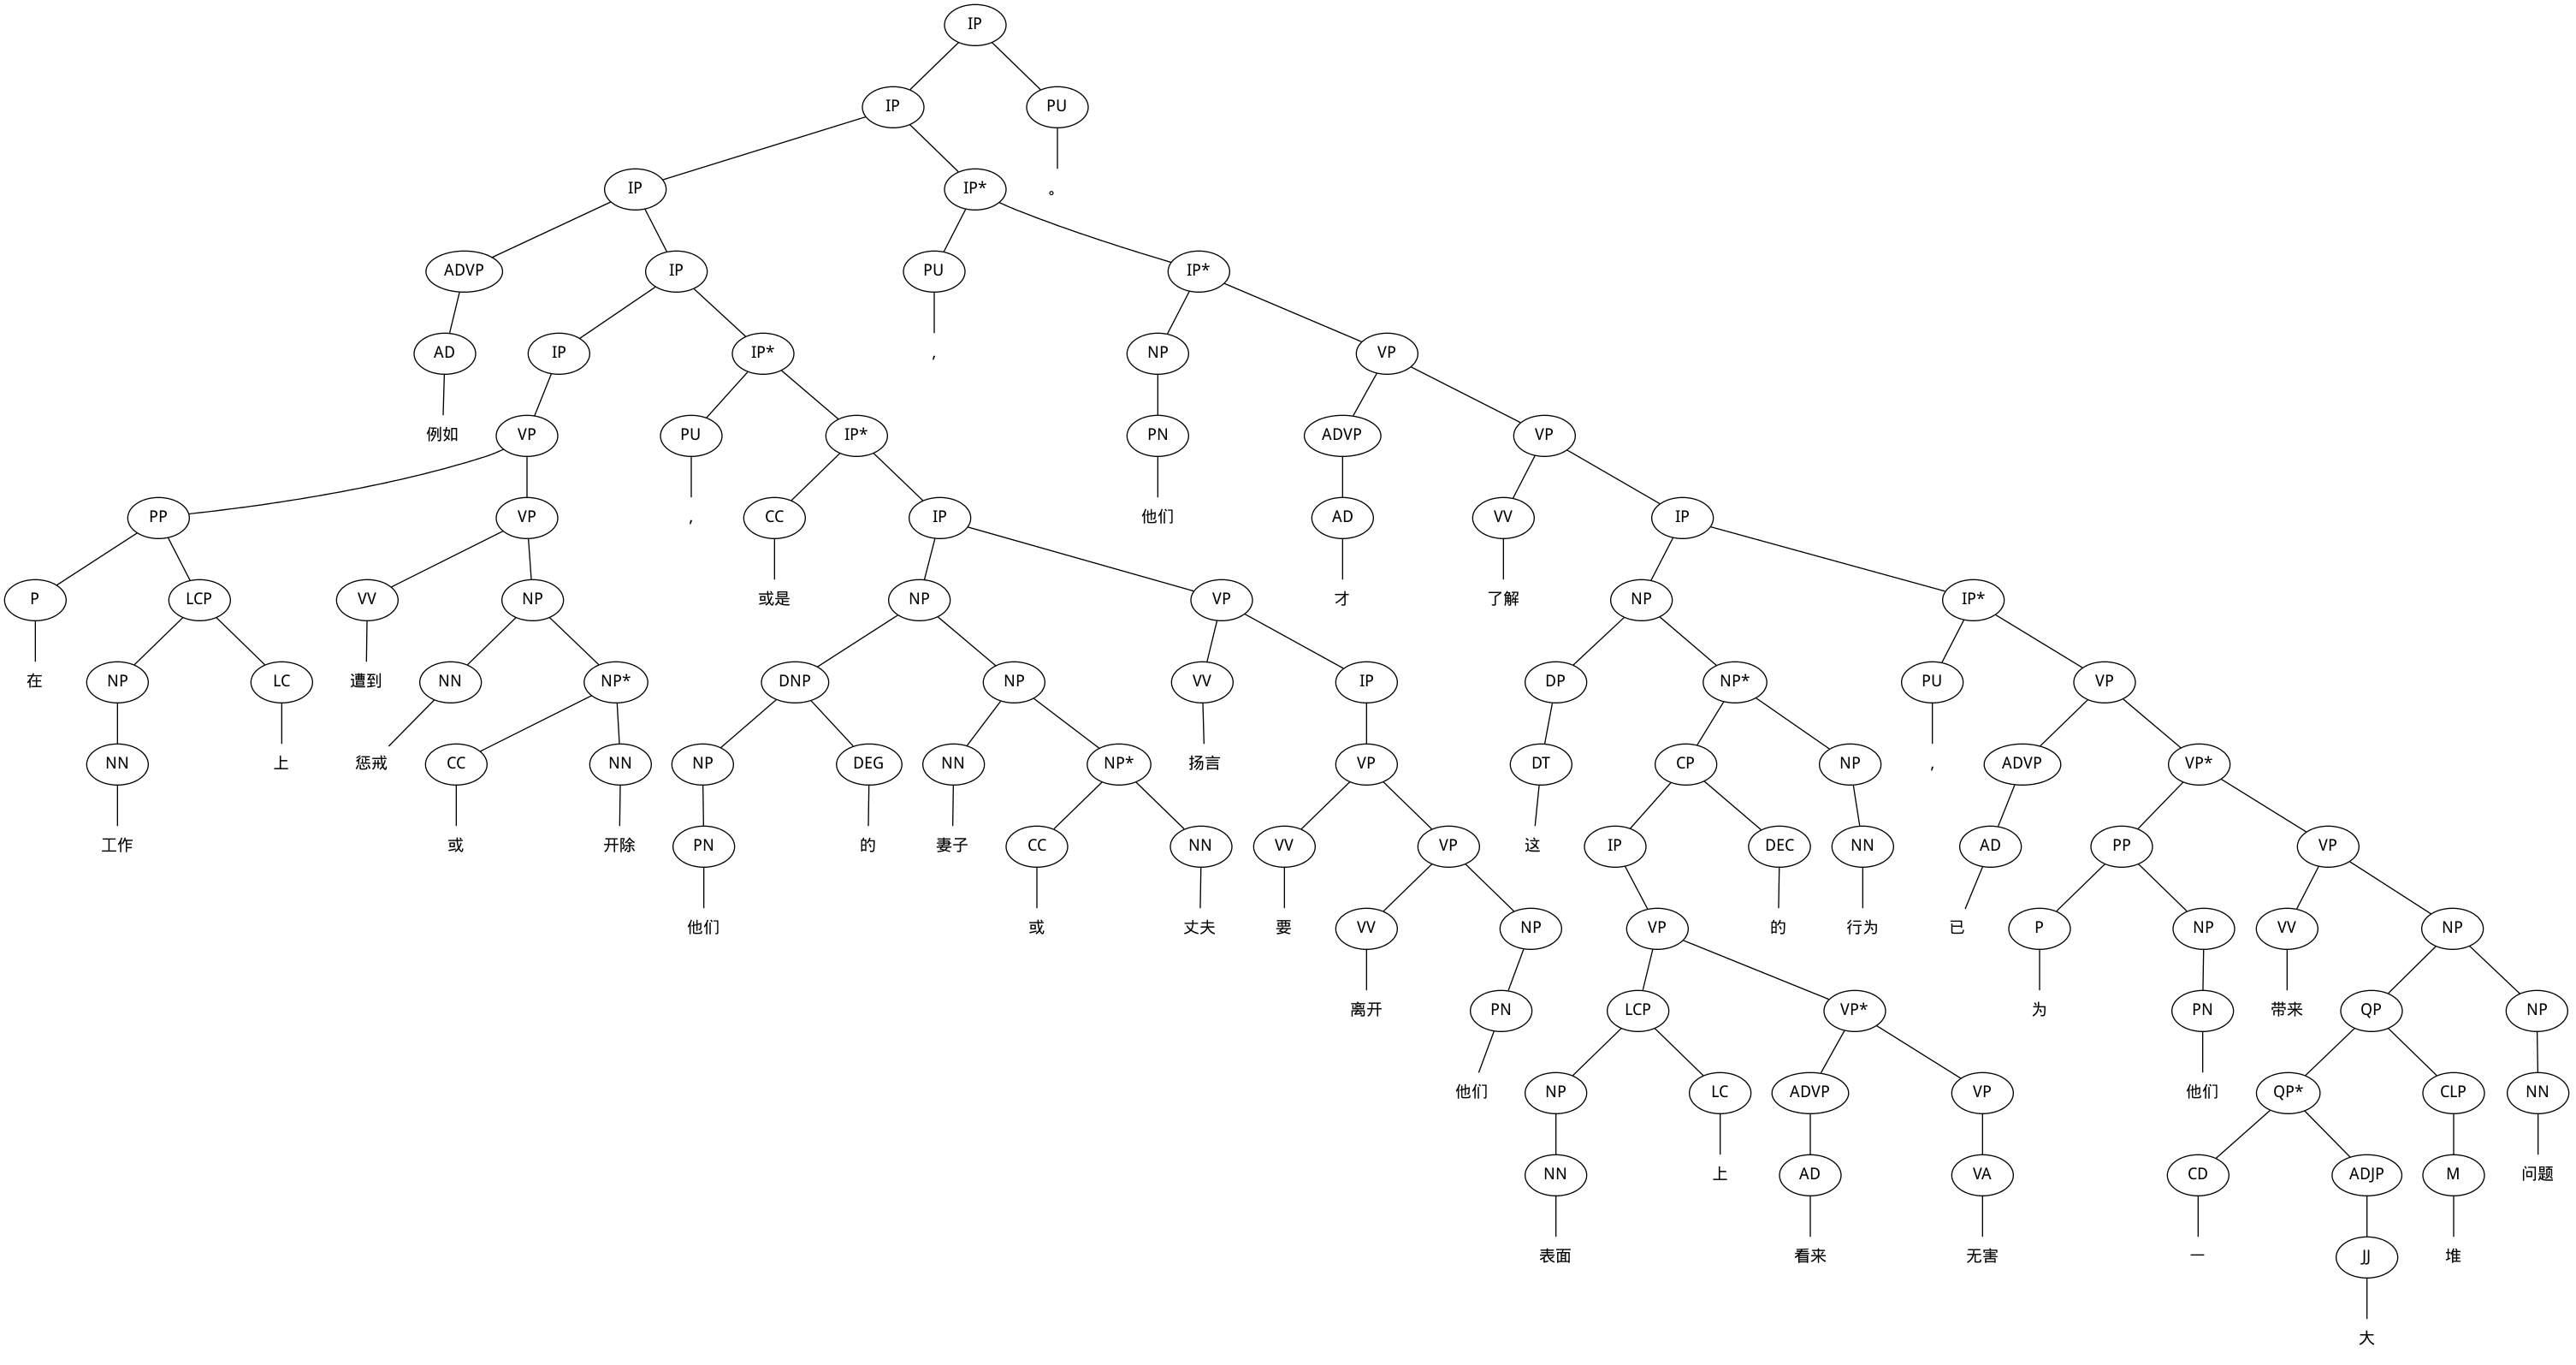 IP
IP PU
IP IP* 。
ADVP IP PU IP*
AD IP IP* , NP VP
例如 VP PU IP* PN ADVP VP
PP VP , CC IP 他们 AD VV IP
P LCP VV NP 或是 NP VP 才 了解 NP IP*
在 NP LC 遭到 NN NP* DNP NP VV IP DP NP* PU VP
NN 上 惩戒 CC NN NP DEG NN NP* 扬言 VP DT CP NP , ADVP VP*
工作 或 开除 PN 的 妻子 CC NN VV VP 这 IP DEC NN AD PP VP
他们 或 丈夫 要 VV NP VP 的 行为 已 P NP VV NP
离开 PN LCP VP* 为 PN 带来 QP NP
他们 NP LC ADVP VP 他们 QP* CLP NN
NN 上 AD VA CD ADJP M 问题
表面 看来 无害 一 JJ 堆
大